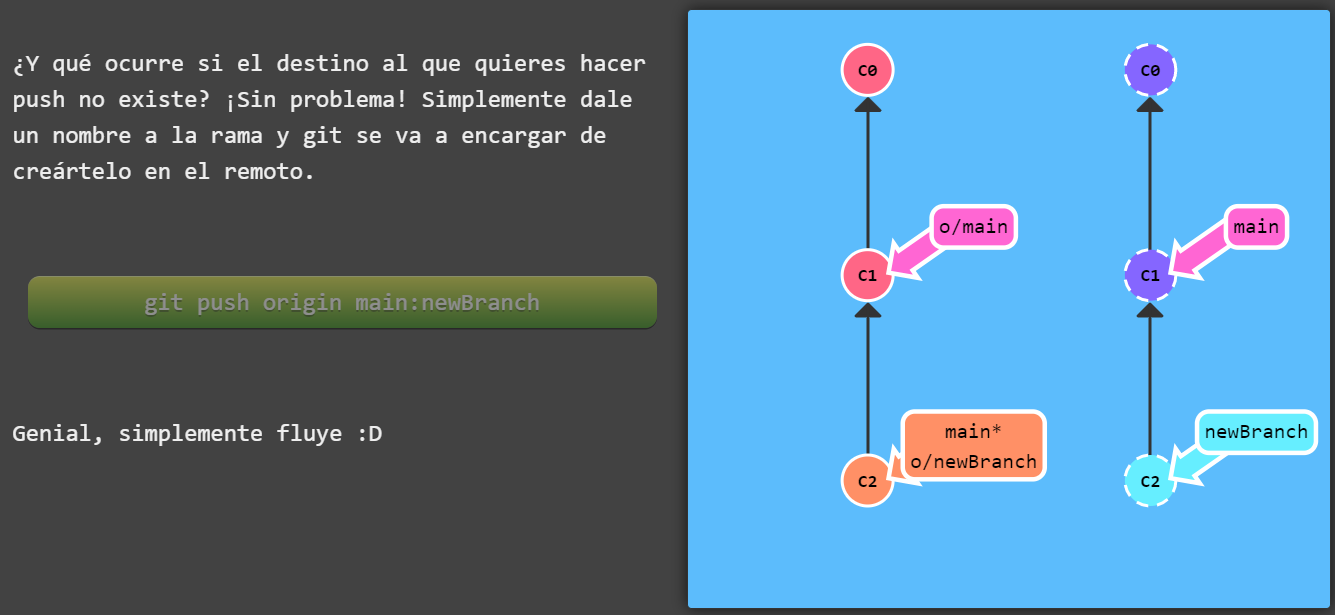 ¿Y qué ocurre si el destino al que quieres hacer
push no existe? ¡Sin problema! Simplemente dale
un nombre a la rama y git se va a encargar de
creártelo en el remoto.
git push origin main:newBranch
Genial, simplemente fluye :D
C0
o/main
C1
main*
o/newBranch
C2
C0
main
C1
newBranch
C2